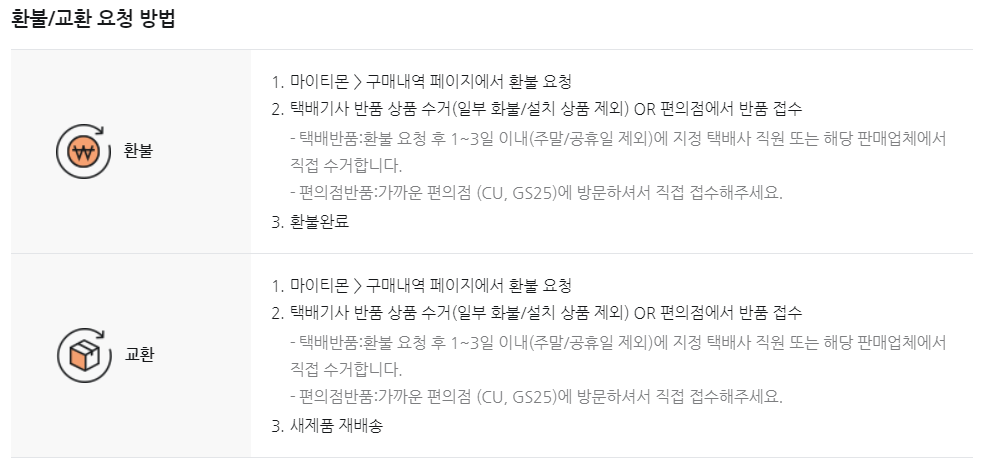 환불/교환 요청 방법
환불
1. 마이티몬 > 구매내역 페이지에서 환불 요청
2. 택배기사 반품 상품 수거(일부 화물/설치 상품 제외) OR 편의점에서 반품 접수
- 택배반품:환불 요청 후 1~3일 이내(주말/공휴일 제외)에 지정 택배사 직원 또는 해당 판매업체에서
직접 수거합니다.
- 편의점반품:가까운 편의점 (CU, GS25)에 방문하셔서 직접 접수해주세요.
3. 환불완료
교환
1. 마이티몬 > 구매내역 페이지에서 환불 요청
2. 택배기사 반품 상품 수거(일부 화물/설치 상품 제외) OR 편의점에서 반품 접수
- 택배반품:환불 요청 후 1~3일 이내(주말/공휴일 제외)에 지정 택배사 직원 또는 해당 판매업체에서
직접 수거합니다.
- 편의점반품:가까운 편의점 (CU, GS25)에 방문하셔서 직접 접수해주세요.
3. 새제품 재배송